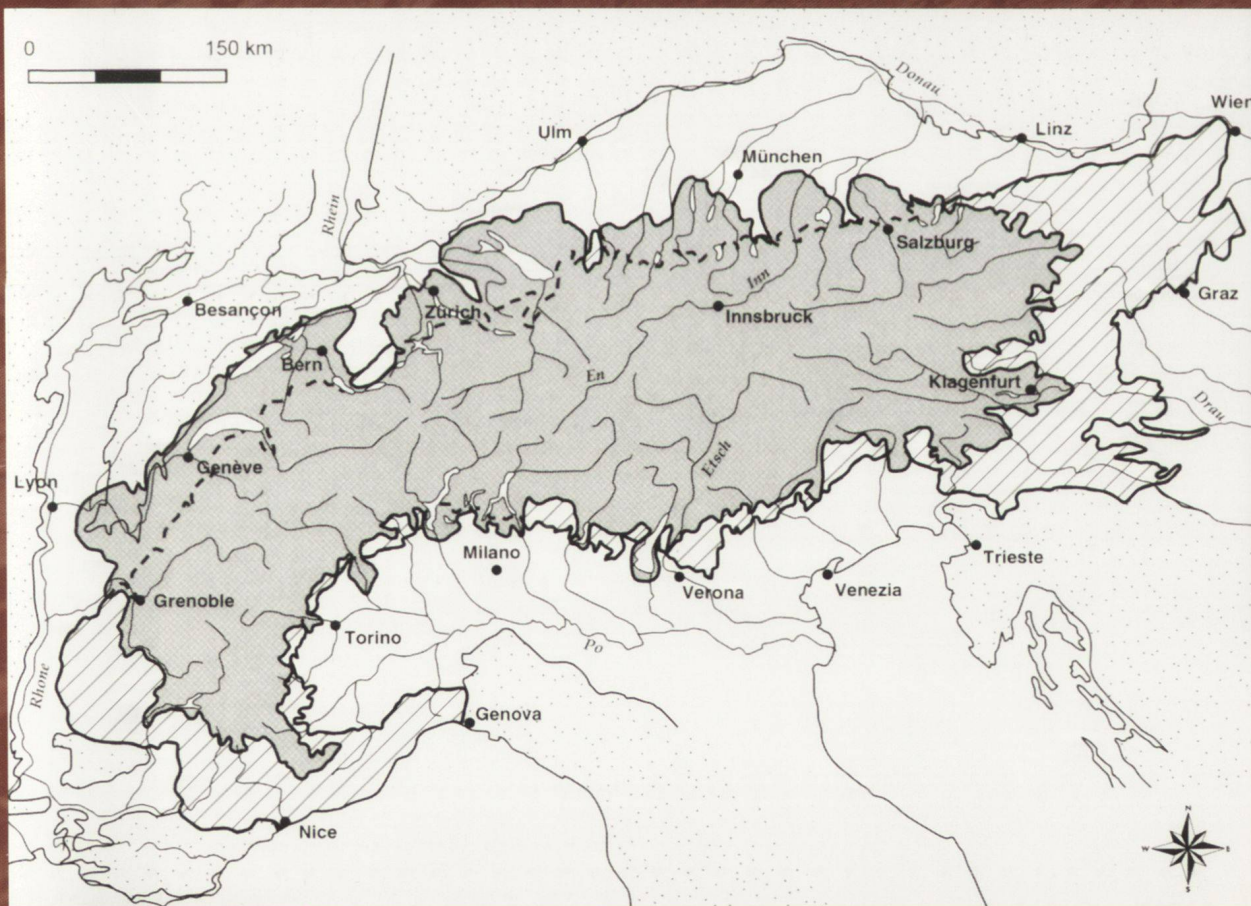 0 150 km
Donau
Wien
Ulm
Linz
München
Rhein
Salzburg
Inn
Graz
Besançon
Zürich
Innsbruck
Bern
En
Klagenfurt
Drau
Etsch
Genève
Lyon
Milano
Trieste
Verona
Venezia
Grenoble
Torino
Po
Rhone
Genova
Nice
N
W
S